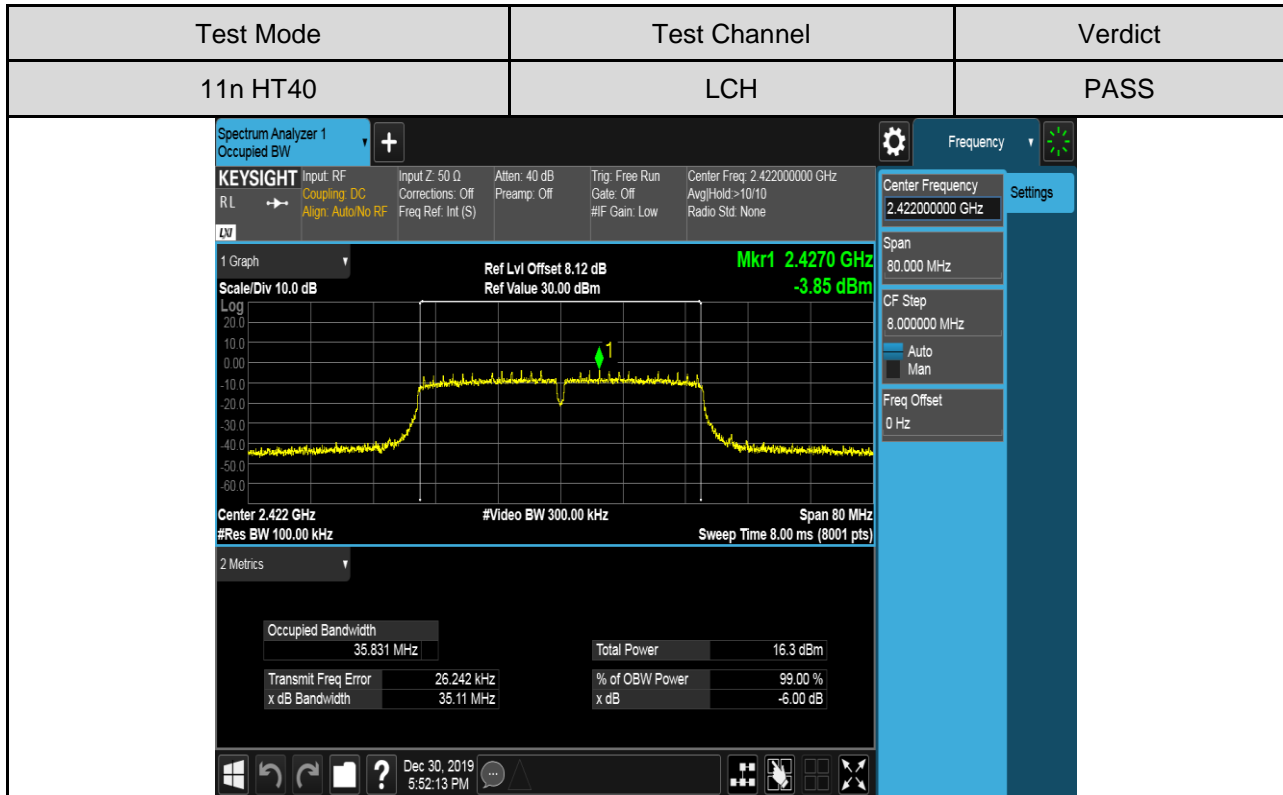 Test Mode Test Channel Verdict
11n HT40 LCH PASS
Spectrum Analyzer 1
Occupied BW
+
Frequency
KEYSIGHT
RL
LXI
Input: RF
Coupling: DC
Align: Auto/No RF
Input Z: 50 Ω
Corrections: Off
Freq Ref: Int (S)
Atten: 40 dB
Preamp: Off
Trig: Free Run
Gate: Off
#IF Gain: Low
Center Freq: 2.422000000 GHz
Avg|Hold:>10/10
Radio Std: None
Center Frequency
2.422000000 GHz
Settings
Span
80.000 MHz
CF Step
8.000000 MHz
Auto
Man
Freq Offset
0 Hz
1 Graph
Scale/Div 10.0 dB
Ref Lvl Offset 8.12 dB
Ref Value 30.00 dBm
Mkr1 2.4270 GHz
-3.85 dBm
Log
20.0
10.0
0.00
-10.0
-20.0
-30.0
-40.0
-50.0
-60.0
1
Center 2.422 GHz
#Res BW 100.00 kHz
#Video BW 300.00 kHz
Span 80 MHz
Sweep Time 8.00 ms (8001 pts)
2 Metrics
Occupied Bandwidth
35.831 MHz
Total Power 16.3 dBm
Transmit Freq Error 26.242 kHz
% of OBW Power 99.00 %
x dB Bandwidth 35.11 MHz
x dB -6.00 dB
?
Dec 30, 2019
5:52:13 PM